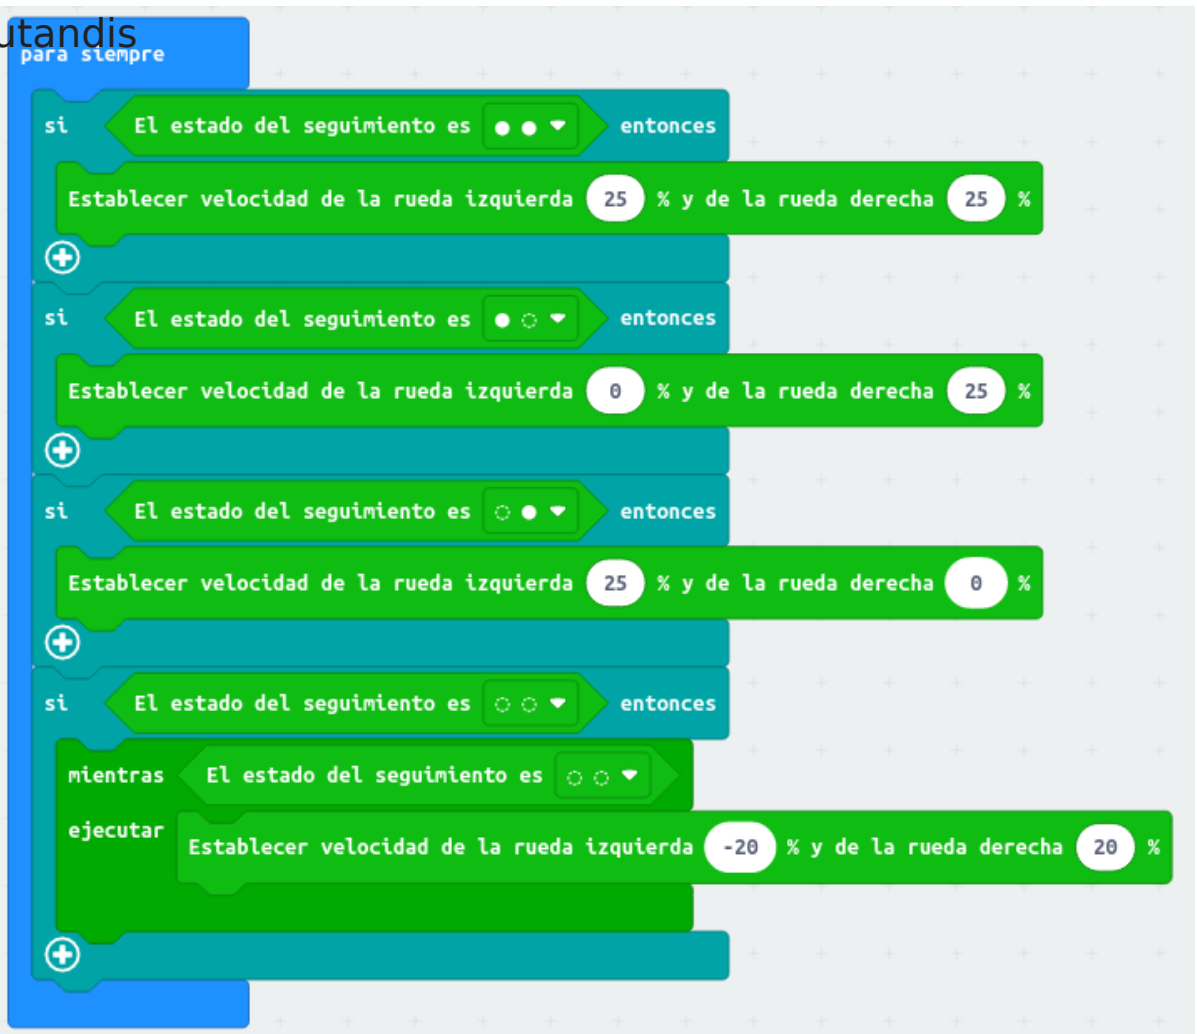 utandis
para siempre
si El estado del seguimiento es entonces
Establecer velocidad de la rueda izquierda 25 % y de la rueda derecha 25 %
si El estado del seguimiento es entonces
Establecer velocidad de la rueda izquierda 0 % y de la rueda derecha 25 %
si El estado del seguimiento es entonces
Establecer velocidad de la rueda izquierda 25 % y de la rueda derecha 0 %
si El estado del seguimiento es entonces
mientras El estado del seguimiento es
ejecutar
Establecer velocidad de la rueda izquierda -20 % y de la rueda derecha 20 %